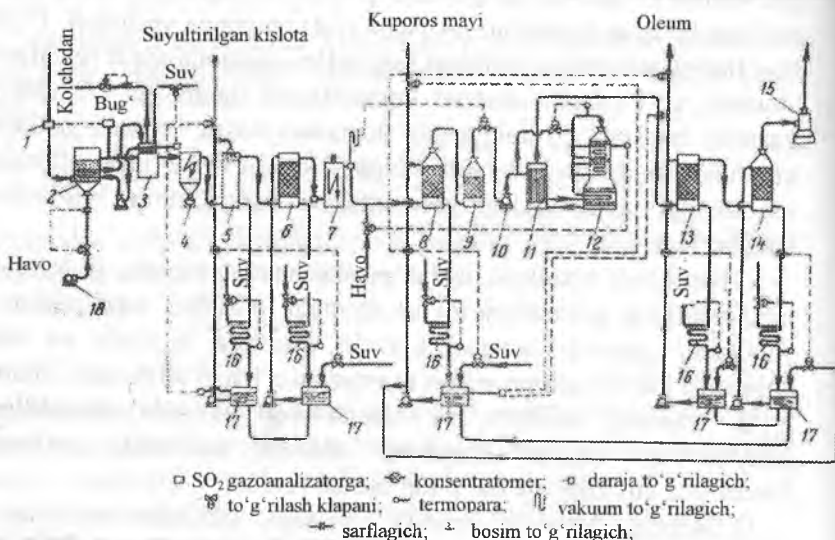 Suyultirilgan kislota
Kuporos mayi
Oleum
Kolchedan
Bug
Suv
1
2
3
4
5
6
7
8
9
10
11
12
13
14
15
Havo
18
Suv
Suv
Havo
Suv
Suv
Suv
16
16
16
16
16
Suv
Suv
17
17
17
17
17
SO₂ gazoanalizatorga; konsentratomer; daraja to'g'rilagich;
to'g'rilash klapani; termopara; vakuum to'g'rilagich;
sarflagich; bosim to'g'rilagich;